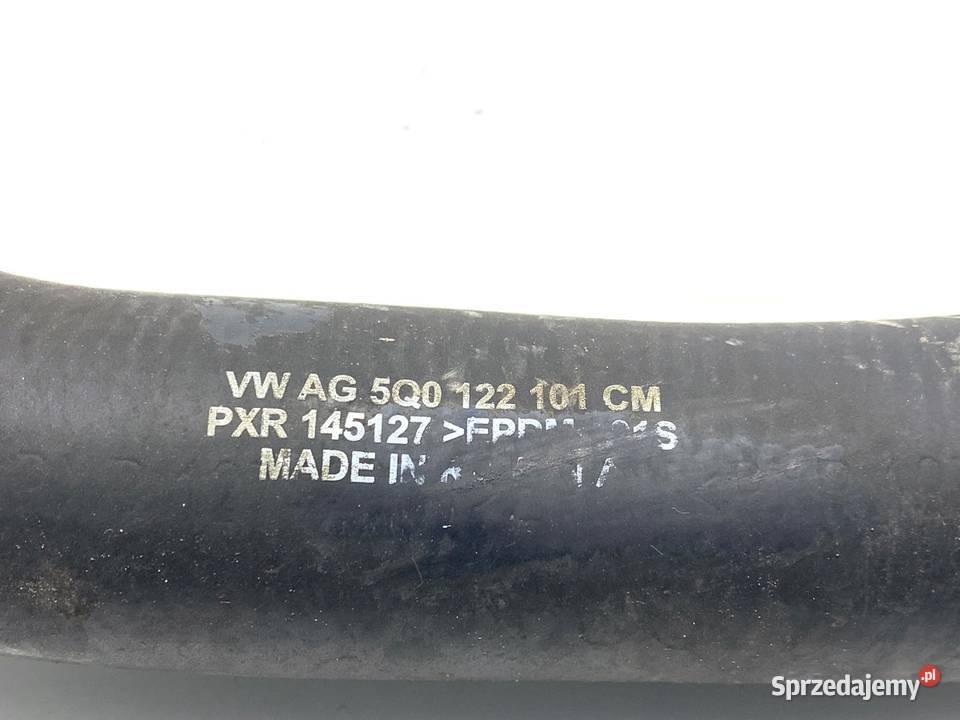 VW AG 5Q0 122 101 CM
PXR 145127
MADE IN
Sprzedajemy.pl